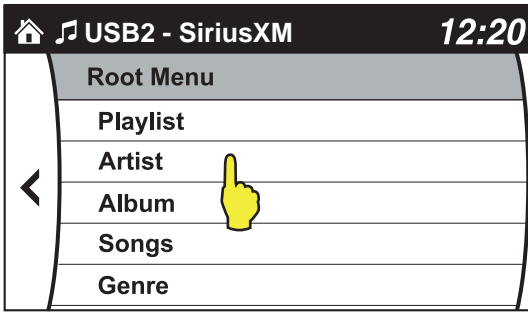 USB2 - SiriusXM 12:20
Root Menu
Playlist
Artist
Album
Songs
Genre